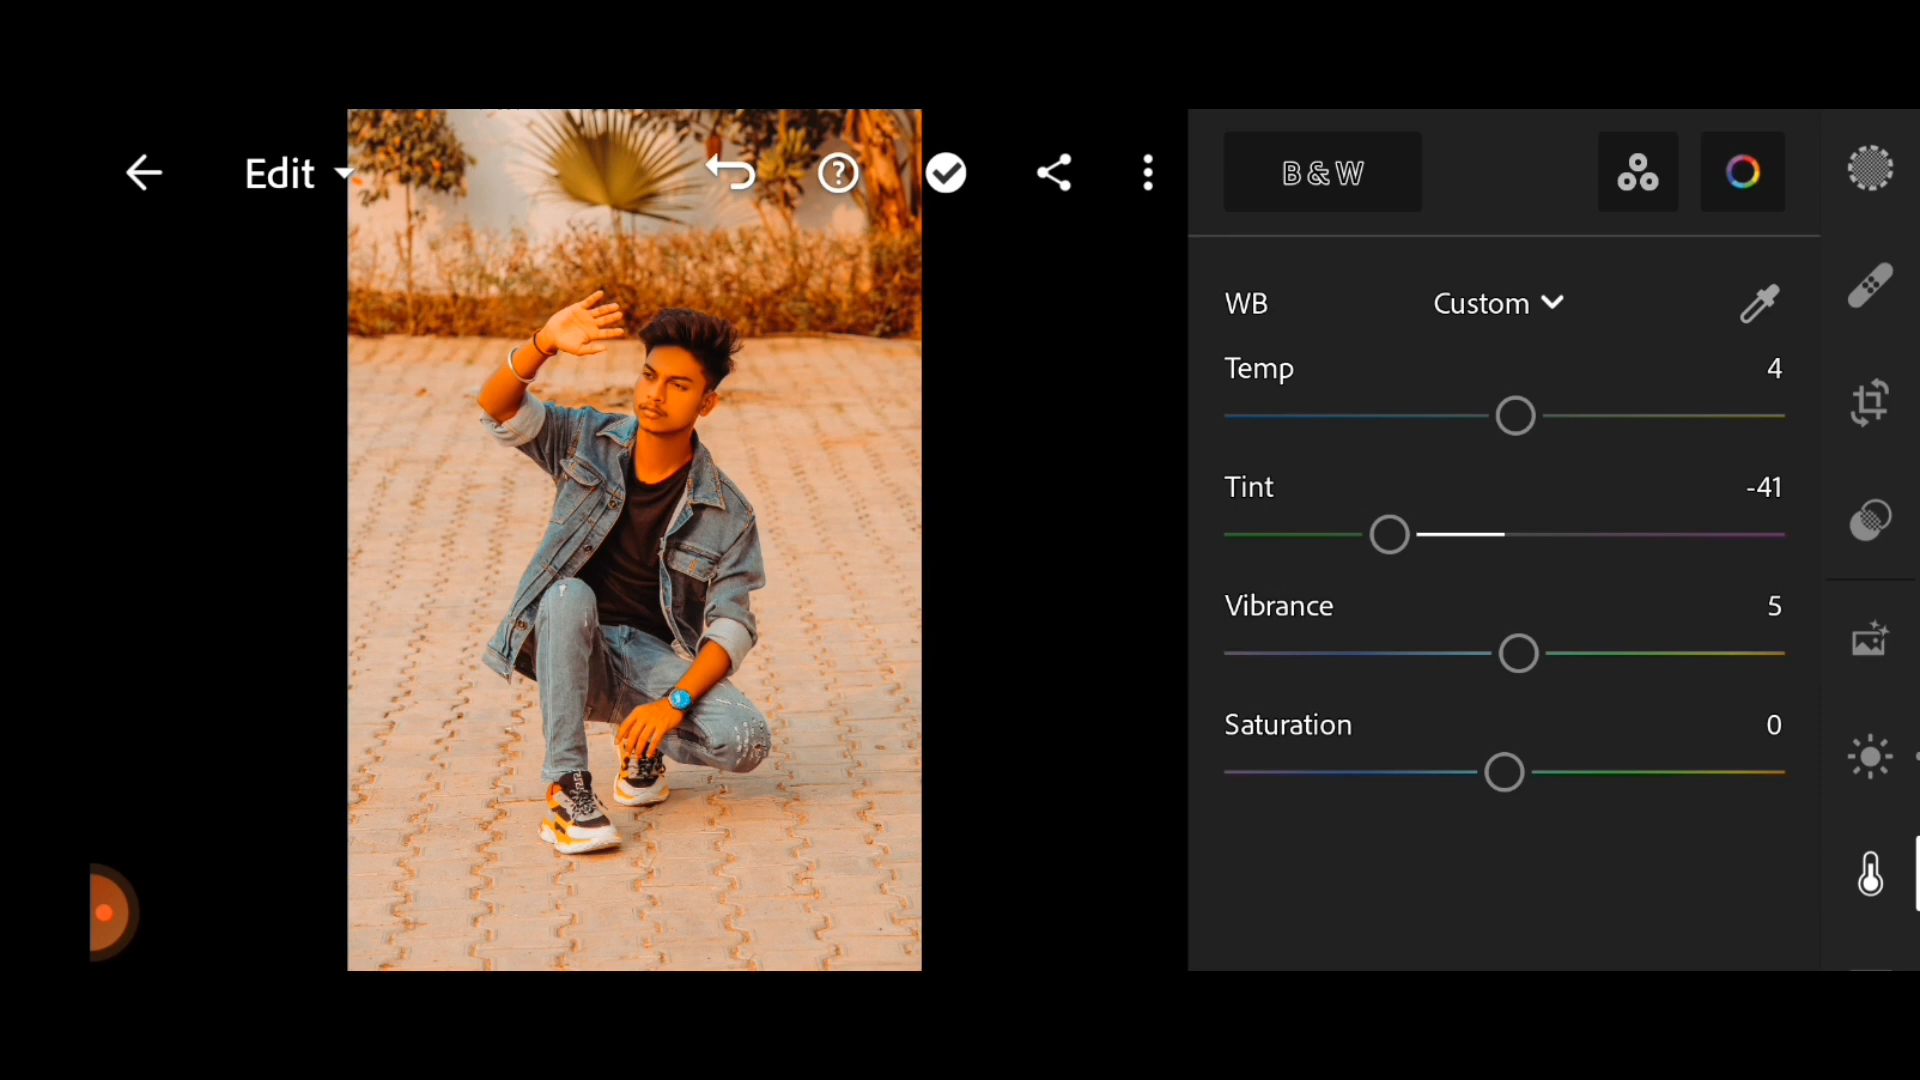 Edit
B & W
WB Custom
Temp 4
Tint -41
Vibrance 5
Saturation 0